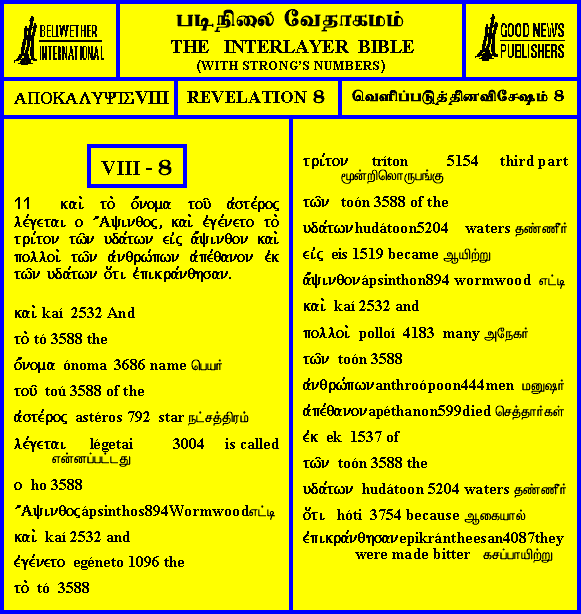 BELIWETHER
INTERNATIONAL
படிநிலை வேதாகமம்
THE INTERLAYER BIBLE
(WITH STRONG'S NUMBERS)
GOOD NEWS
PUBLISHERS
ΑΠΟΚΑΛΥΨΙΣVIII
REVELATION 8
வெளிப்படுத்தினவிசேஷம் 8
VIII - 8
11 καὶ τὸ ὄνομα τοῦ ἀστέρος
λέγεται ο Ἄψινθος, καὶ ἐγένετο τὸ
τρίτον τῶν υδάτων εἰς ἄψινθον καὶ
πολλοὶ τῶν ἀνθρώπων ἀπέθανον ἐκ
τῶν υδάτων ὅτι ἐπικράνθησαν.
καὶ kaí 2532 And
τὸ tó 3588 the
ὄνομα ónoma 3686 name பெயர்
τοῦ toú 3588 of the
ἀστέρος astéros 792 star நட்சத்திரம்
λέγεται légetai 3004 is called
என்னப்பட்டது
ο ho 3588
Ἄψινθος ápsinthos894Wormwoodஎட்டி
καὶ kaí 2532 and
ἐγένετο egéneto 1096 the
τὸ tó 3588
τρίτον tríton 5154 third part
மூன்றிலொருபங்கு
τῶν toón 3588 of the
υδάτων hudátoon5204 waters தண்ணீர்
εἰς eis 1519 became ஆயிற்று
ἄψινθον ápsinthon894 wormwood எட்டி
καὶ kaí 2532 and
πολλοὶ polloí 4183 many அநேகர்
τῶν toón 3588
ἀνθρώπων anthroópoon444men மனுஷர்
ἀπέθανον apéthanon599died செத்தார்கள்
ἐκ ek 1537 of
τῶν toón 3588 the
υδάτων hudátoon 5204 waters தண்ணீர்
ὅτι hóti 3754 because ஆகையால்
ἐπικράνθησαν epikrántheesan4087they
were made bitter கசப்பாயிற்று